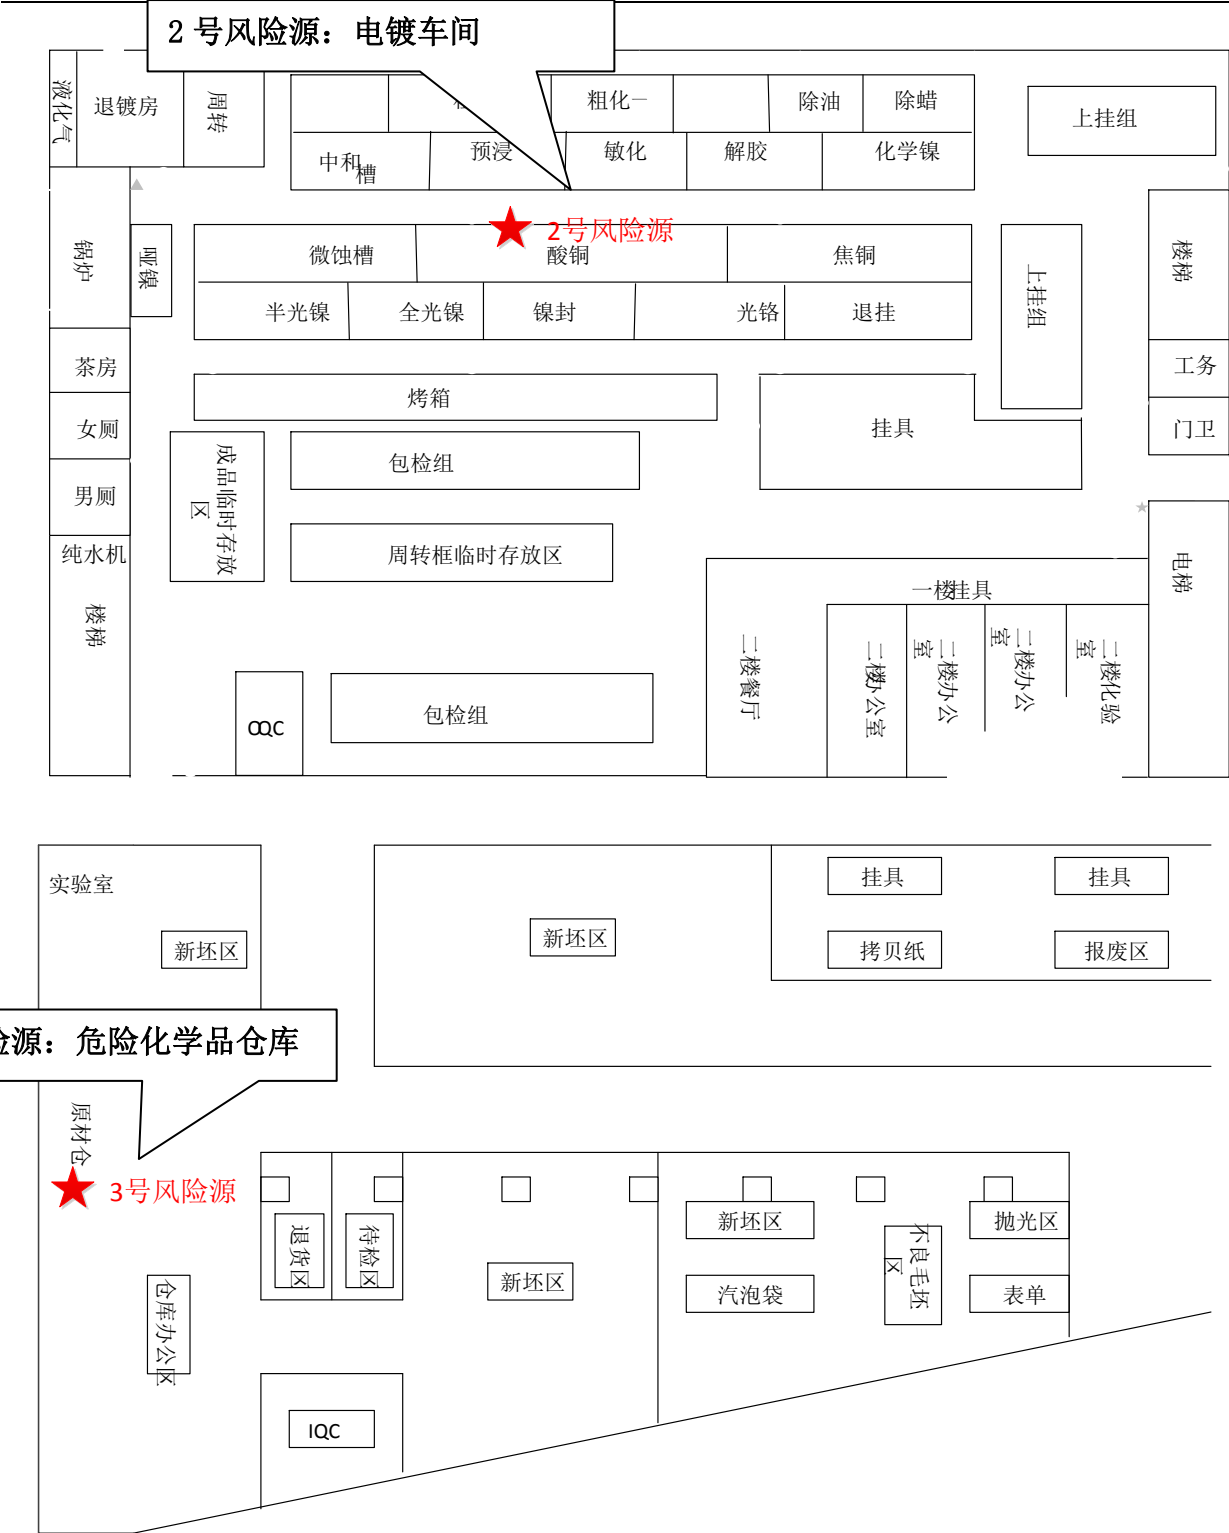 2 号风险源：电镀车间
液化气
退镀房
周转
粗化一
除油
除蜡
上挂组
中和
槽
预浸
敏化
解胶
化学镍
2号风险源
锅炉
哑镍
微蚀槽
酸铜
焦铜
上挂组
楼梯
半光镍
全光镍
镍封
光铬
退挂
茶房
烤箱
工务
女厕
成品临时存放
区
包检组
挂具
门卫
男厕
纯水机
周转框临时存放区
电梯
楼梯
一楼挂具
二楼餐厅
二楼办公室
二楼办公
室
二楼办公
室
二楼化验
室
OQC
包检组
实验室
新坯区
新坯区
挂具
挂具
拷贝纸
报废区
险源：危险化学品仓库
原材仓
3号风险源
退货区
待检区
新坯区
新坯区
汽泡袋
不良毛坯
区
抛光区
表单
仓库办公区
IQC